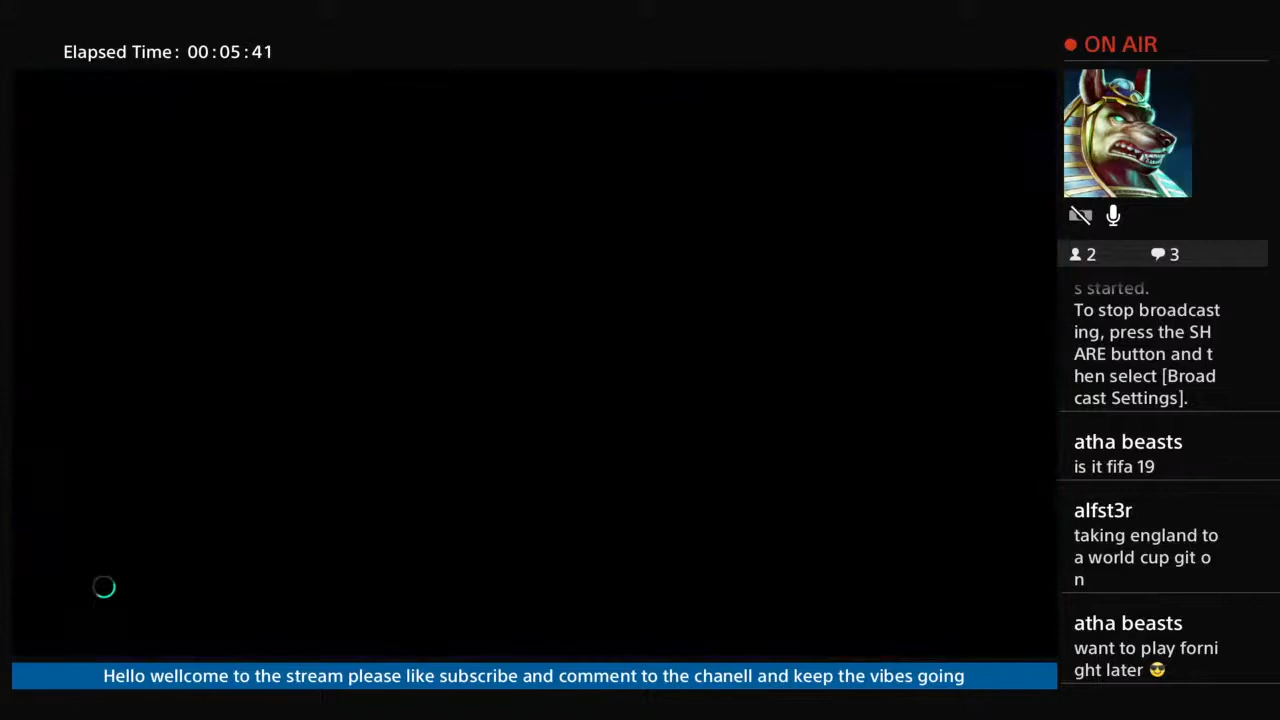 Elapsed Time: 00:05:41
ON AIR
2 3
s started.
To stop broadcast
ing, press the SH
ARE button and t
hen select [Broad
cast Settings].
atha beasts
is it fifa 19
alfst3r
taking england to
a world cup git o
n
atha beasts
want to play forni
ght later 😎
Hello wellcome to the stream please like subscribe and comment to the chanell and keep the vibes going